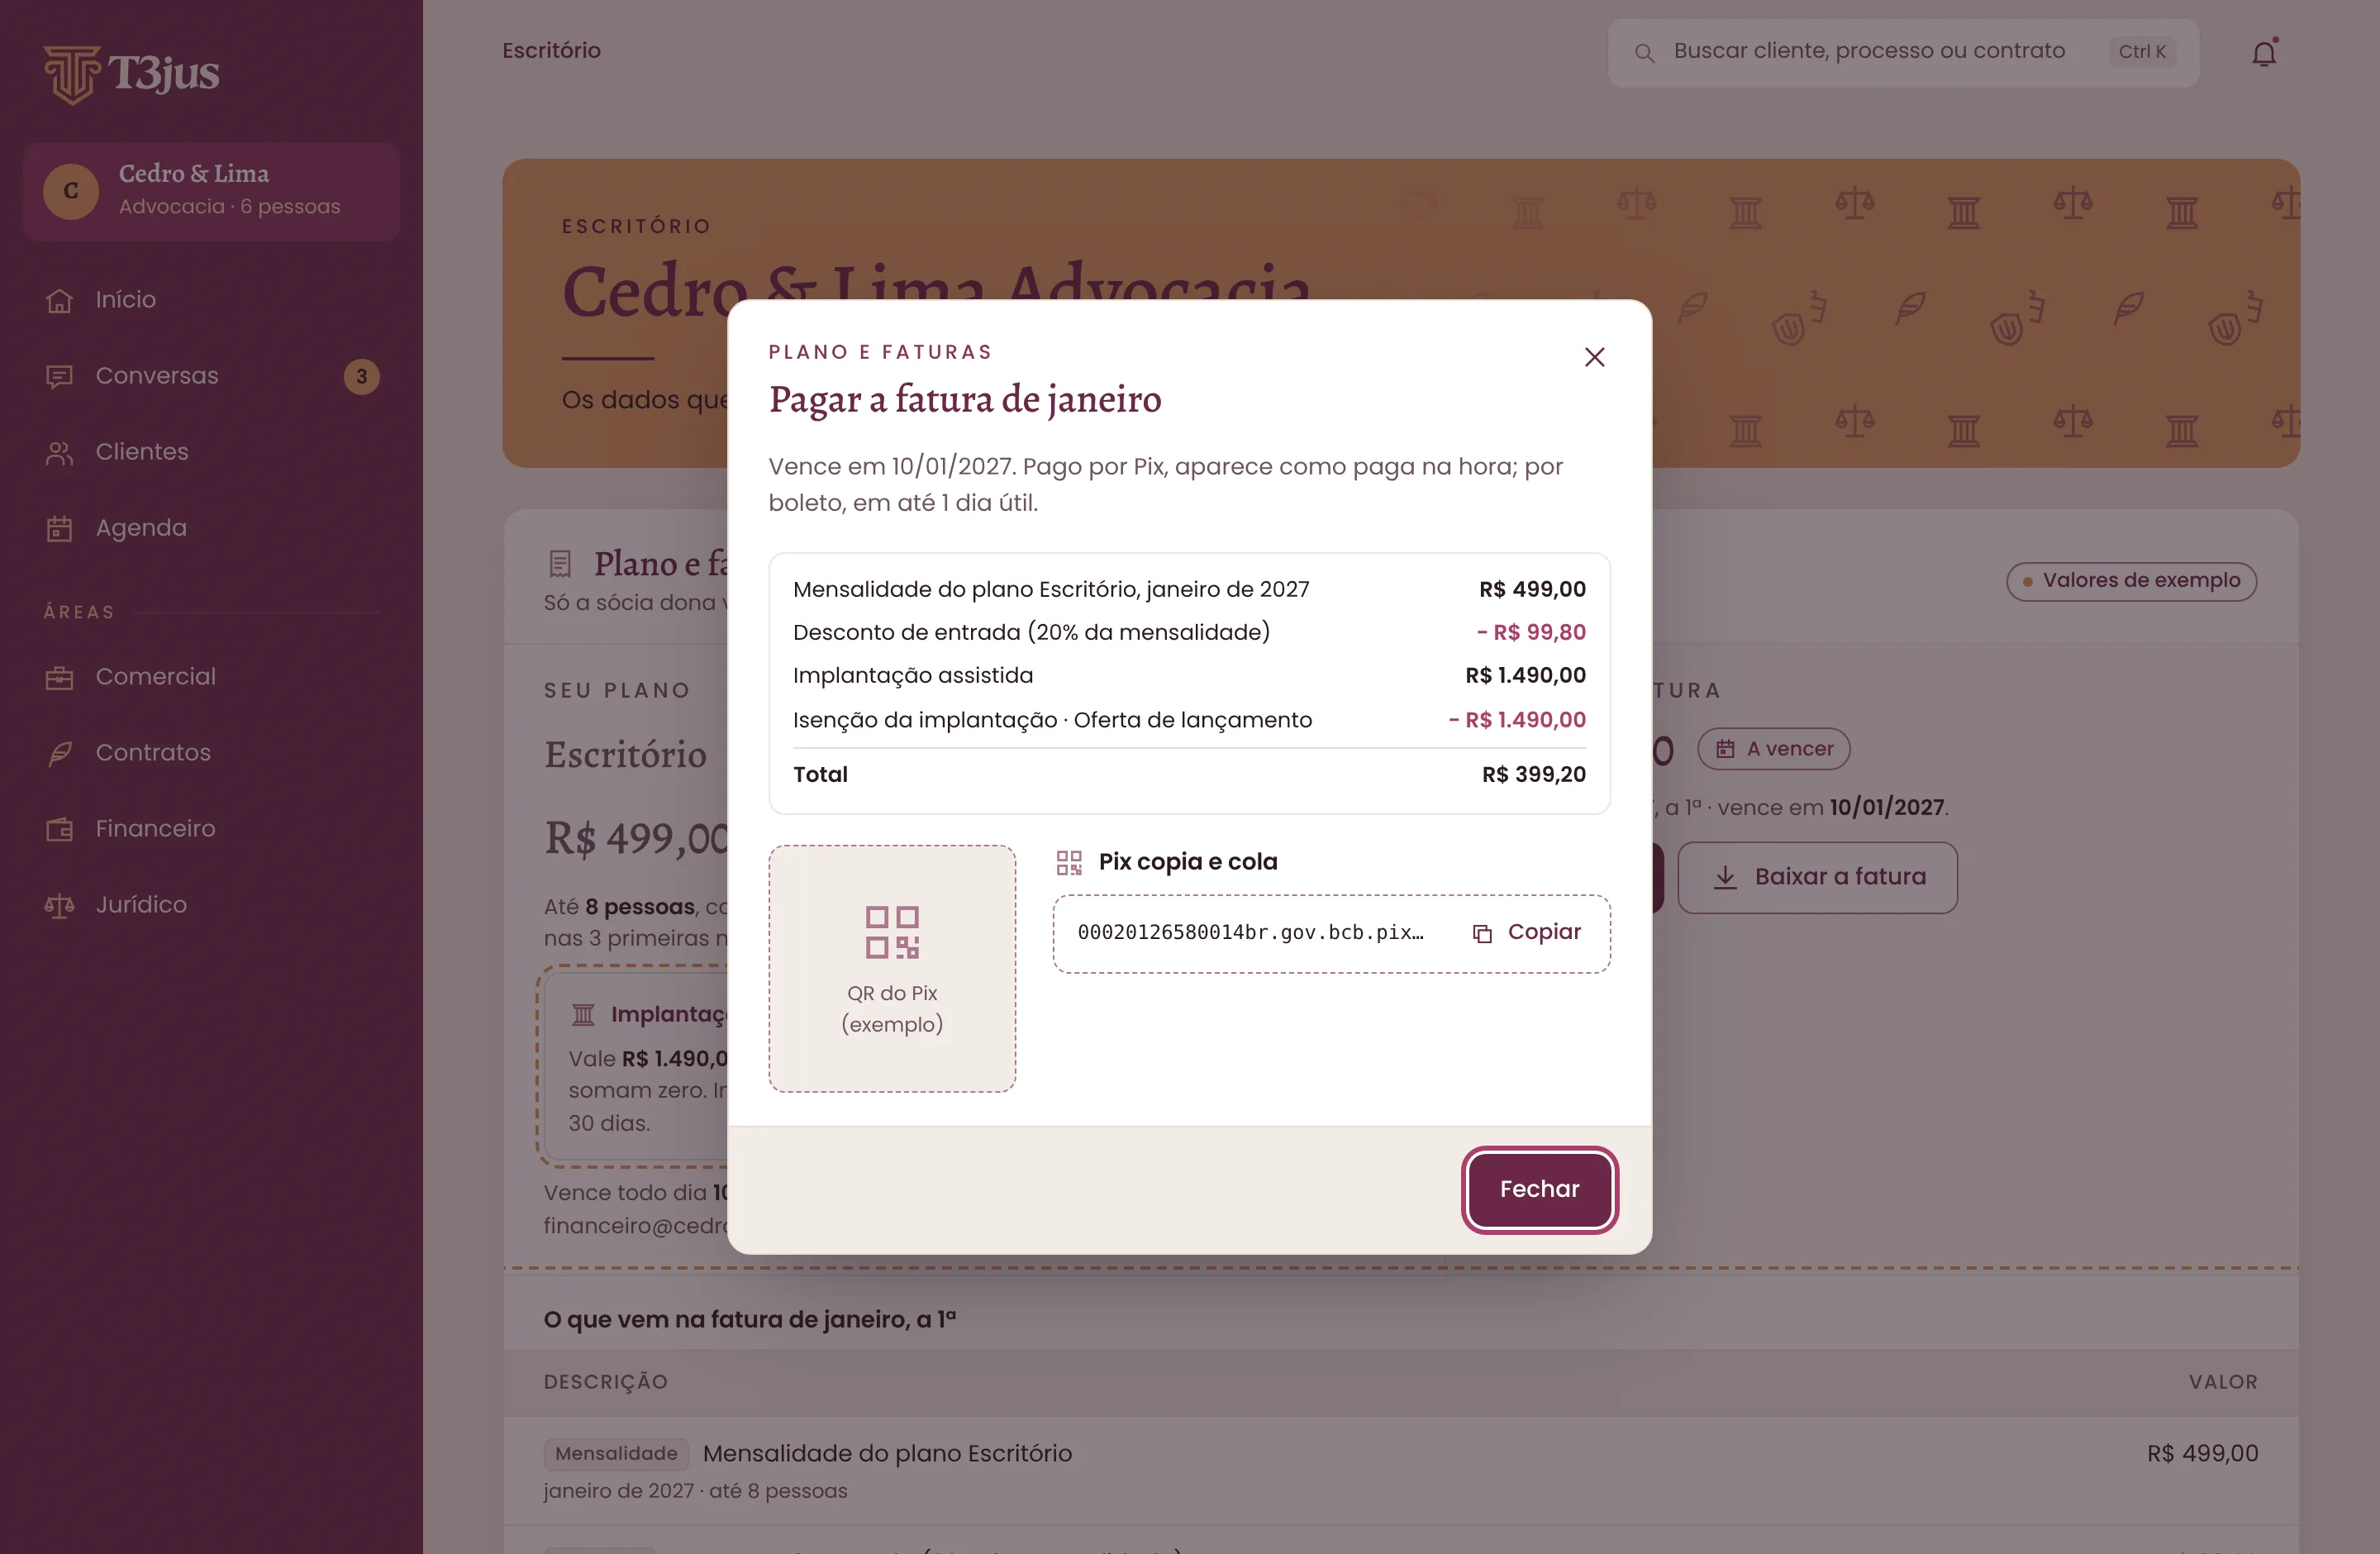 T3jus
C
Cedro & Lima
Advocacia · 6 pessoas
Início
Conversas
3
Clientes
Agenda
ÁREAS
Comercial
Contratos
Financeiro
Jurídico
Escritório
Buscar cliente, processo ou contrato
Ctrl K
ESCRITÓRIO
Cedro & Lima Advocacia
Os dados que
Plano e fa
Só a sócia dona v
Valores de exemplo
SEU PLANO
Escritório
R$ 499,00
Até 8 pessoas, co
nas 3 primeiras m
Implantaç
Vale R$ 1.490,0
somam zero. In
30 dias.
Vence todo dia 10
financeiro@cedro
TURA
0
A vencer
, a 1ª · vence em 10/01/2027.
Baixar a fatura
PLANO E FATURAS
Pagar a fatura de janeiro
Vence em 10/01/2027. Pago por Pix, aparece como paga na hora; por
boleto, em até 1 dia útil.
Mensalidade do plano Escritório, janeiro de 2027
R$ 499,00
Desconto de entrada (20% da mensalidade)
− R$ 99,80
Implantação assistida
R$ 1.490,00
Isenção da implantação · Oferta de lançamento
− R$ 1.490,00
Total
R$ 399,20
QR do Pix
(exemplo)
Pix copia e cola
00020126580014br.gov.bcb.pix…
Copiar
Fechar
O que vem na fatura de janeiro, a 1ª
DESCRIÇÃO
VALOR
Mensalidade
Mensalidade do plano Escritório
R$ 499,00
janeiro de 2027 · até 8 pessoas